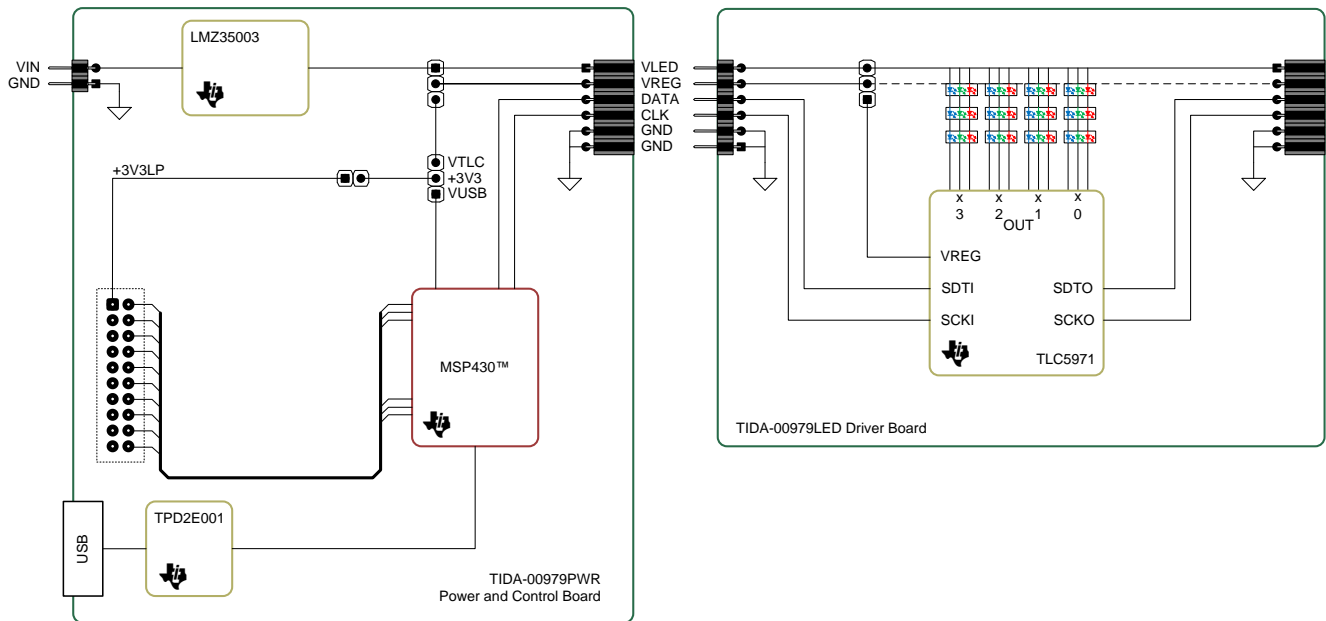 LMZ35003
VIN
GND
VLED
VREG
DATA
CLK
GND
GND
VTLC
+3V3
VUSB
+3V3LP
MSP430™
USB
TPD2E001
TIDA-00979PWR
Power and Control Board
x x x x
3 2 1 0
OUT
VREG
SDTI SDTO
SCKI SCKO
TLC5971
TIDA-00979LED Driver Board